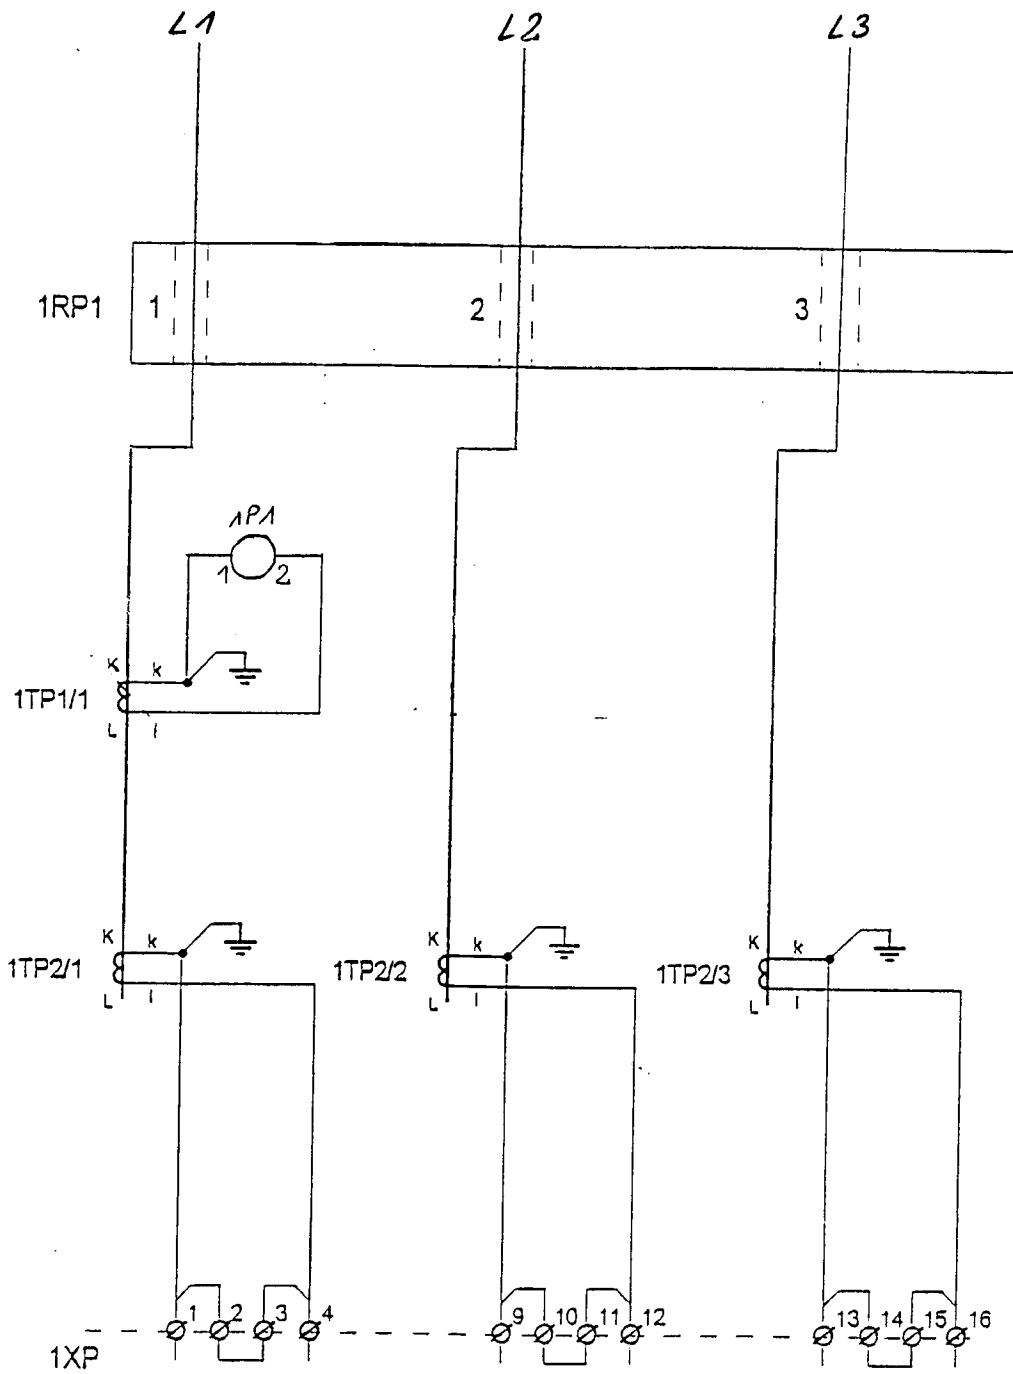 L1 L2 L3
1RP1 1 2 3
1P1
1 2
K k
1TP1/1
L l
K k K k K k
1TP2/1 1TP2/2 1TP2/3
L l L l L l
1 2 3 4 9 10 11 12 13 14 15 16
1XP